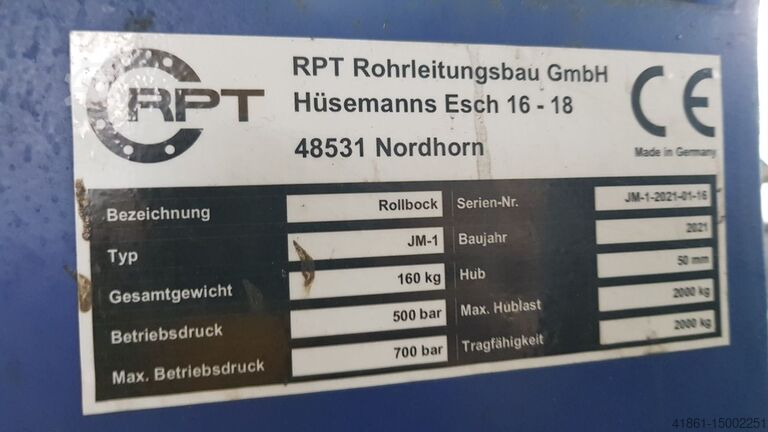 RPT
RPT Rohrleitungsbau GmbH
Hüsemanns Esch 16 - 18
48531 Nordhorn
CE
Made in Germany
Bezeichnung Rollbock
Typ JM-1
Gesamtgewicht 160 kg
Betriebsdruck 500 bar
Max. Betriebsdruck 700 bar
Serien-Nr. JM-1-2021-01-16
Baujahr 2021
Hub 50 mm
Max. Hublast 2000 kg
Tragfähigkeit 2000 kg
41861-15002251